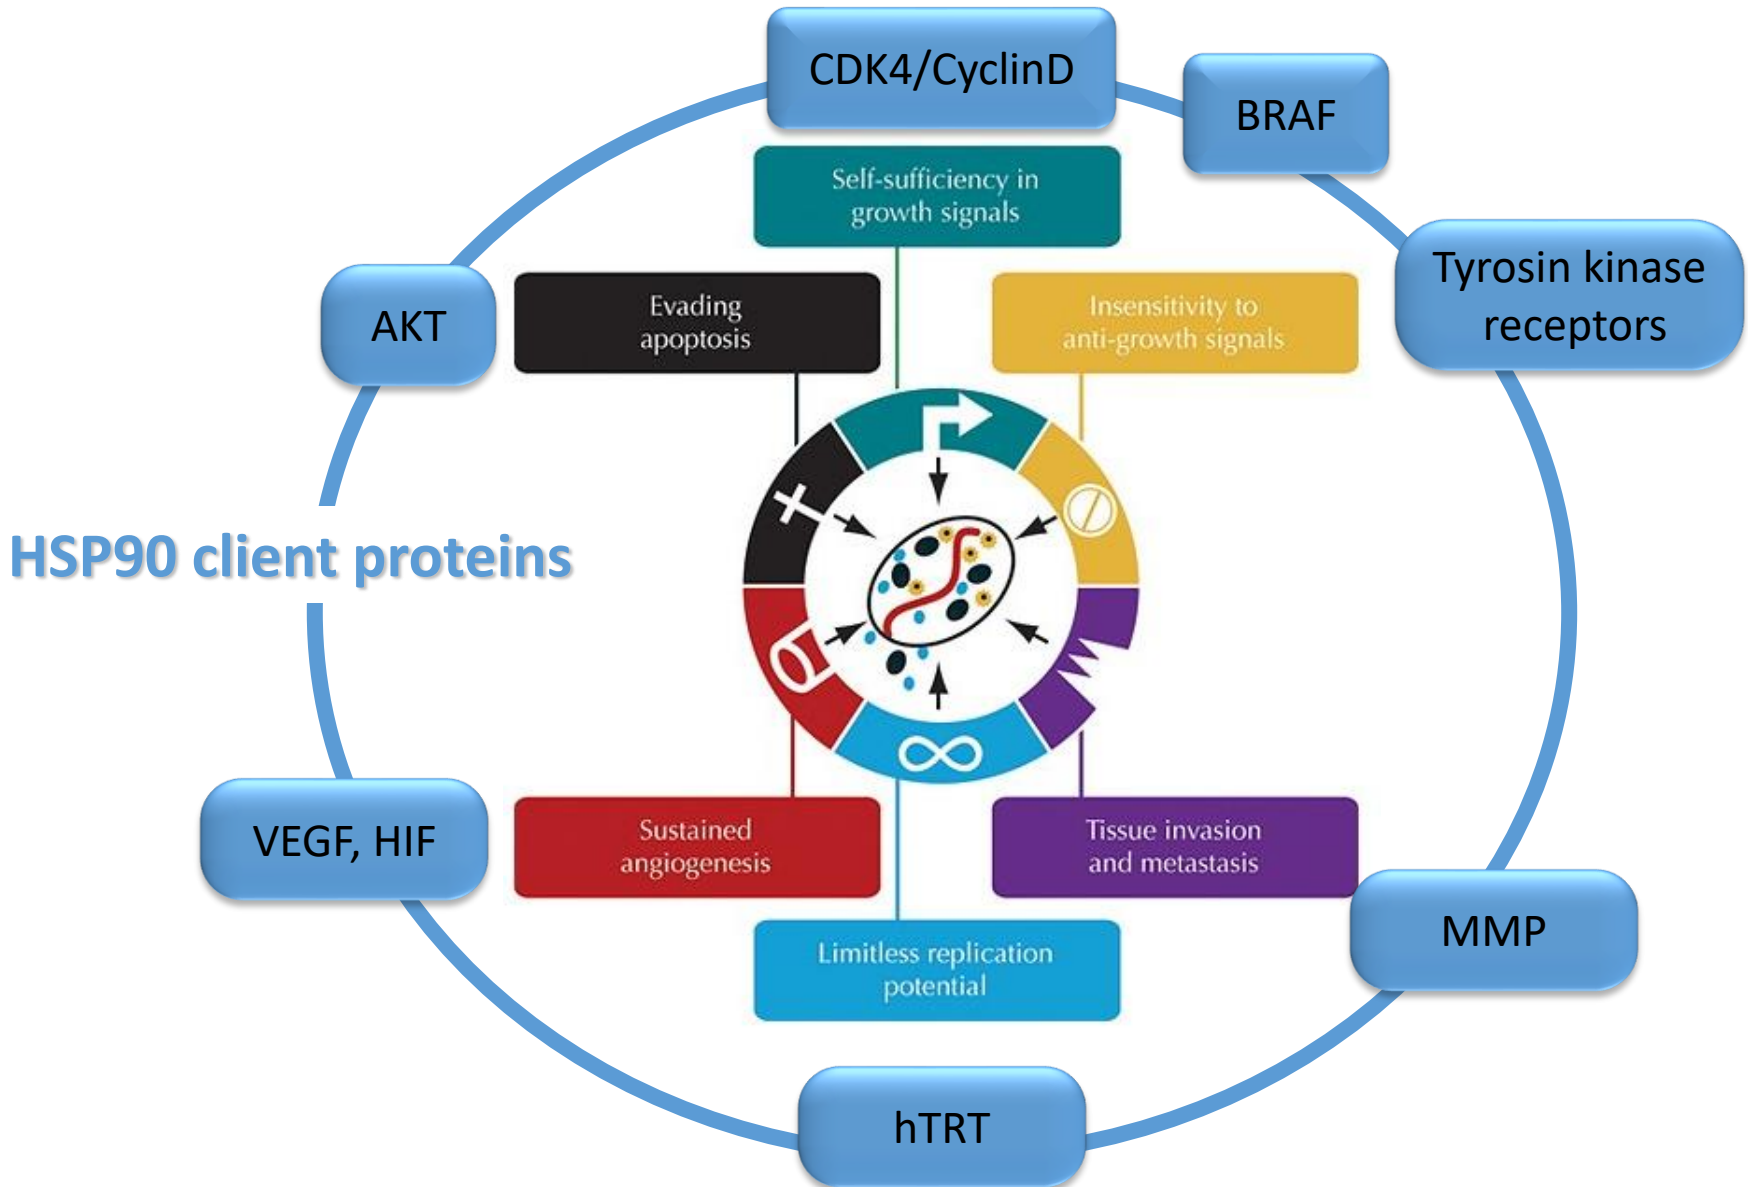 CDK4/CyclinD
BRAF
Self-sufficiency in
growth signals
Tyrosin kinase
receptors
AKT
Evading
apoptosis
Insensitivity to
anti-growth signals
HSP90 client proteins
VEGF, HIF
Sustained
angiogenesis
Tissue invasion
and metastasis
MMP
Limitless replication
potential
hTRT